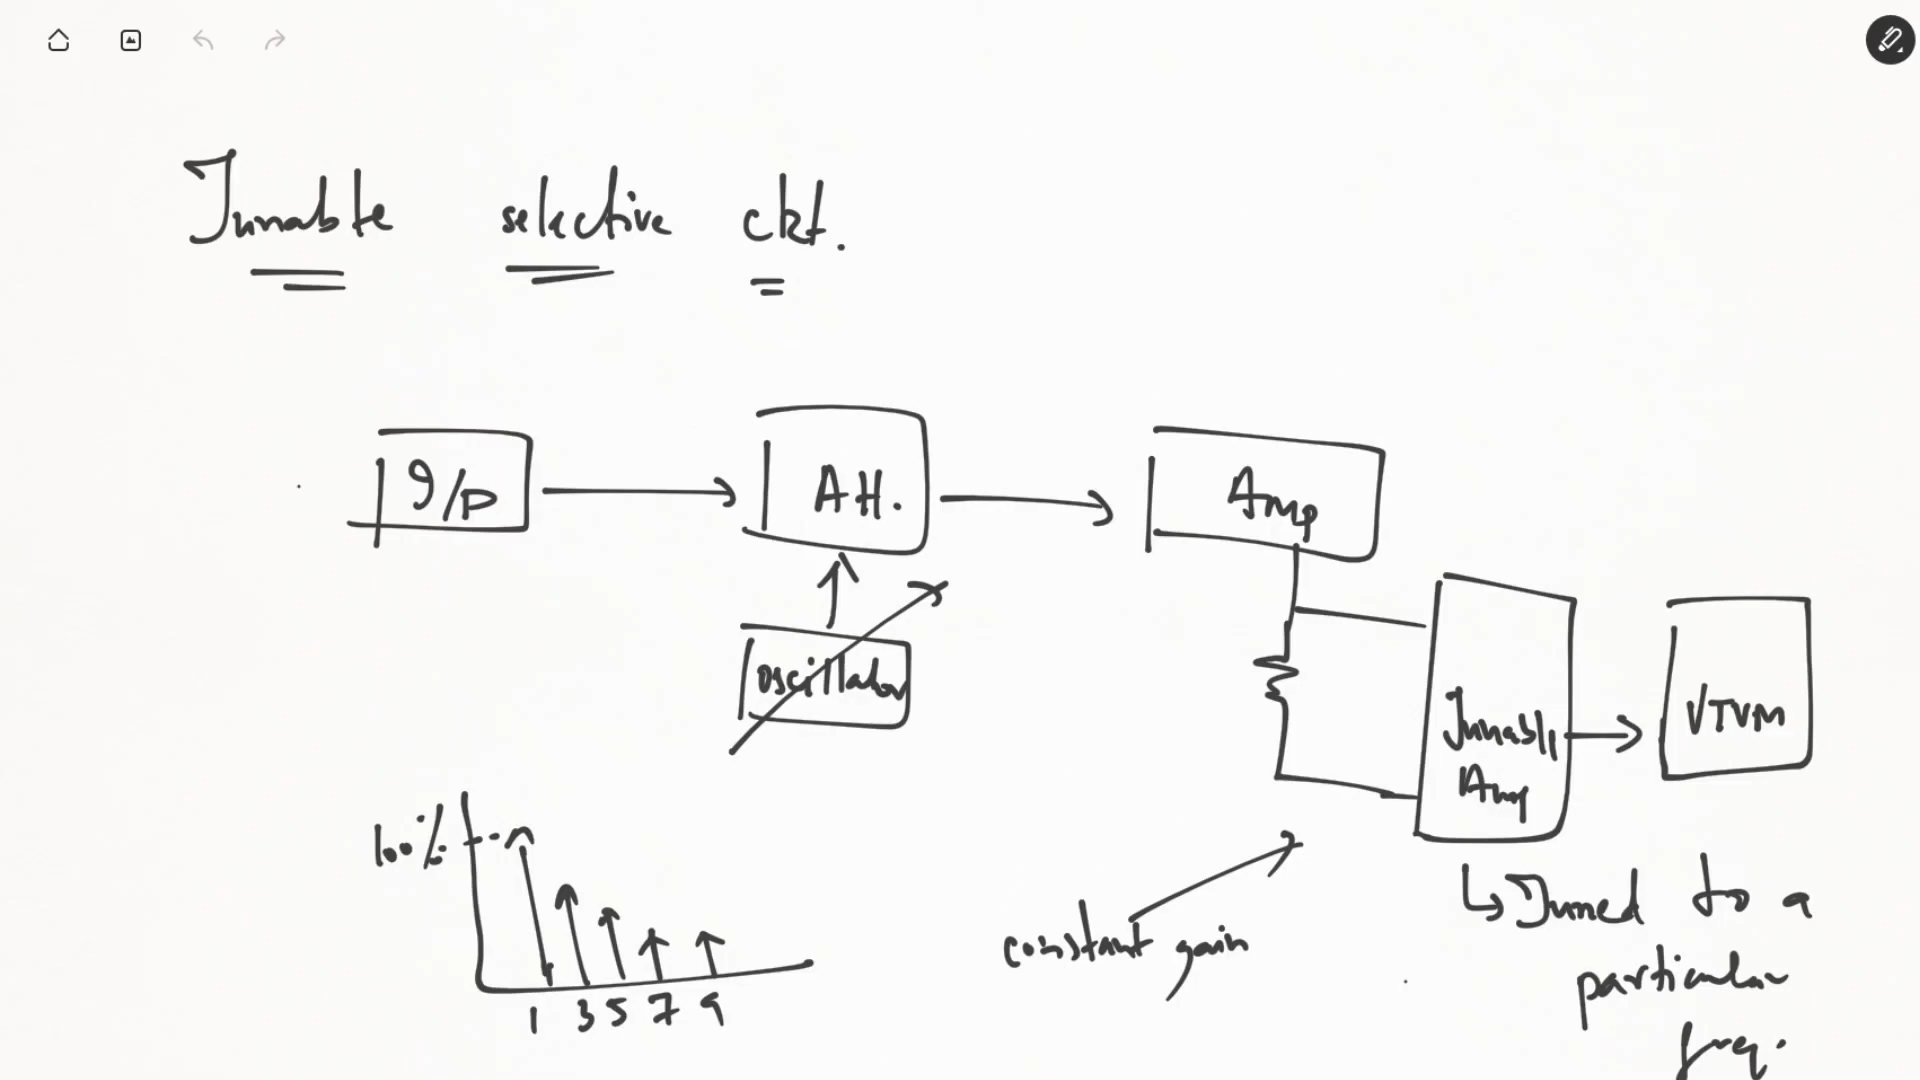 Tunable selective ckt.
I/P
AH.
Amp
oscillator
Tunabl
Amp
VTVM
100%
1 3 5 7 9
constant gain
Tuned to a
particular
freq.